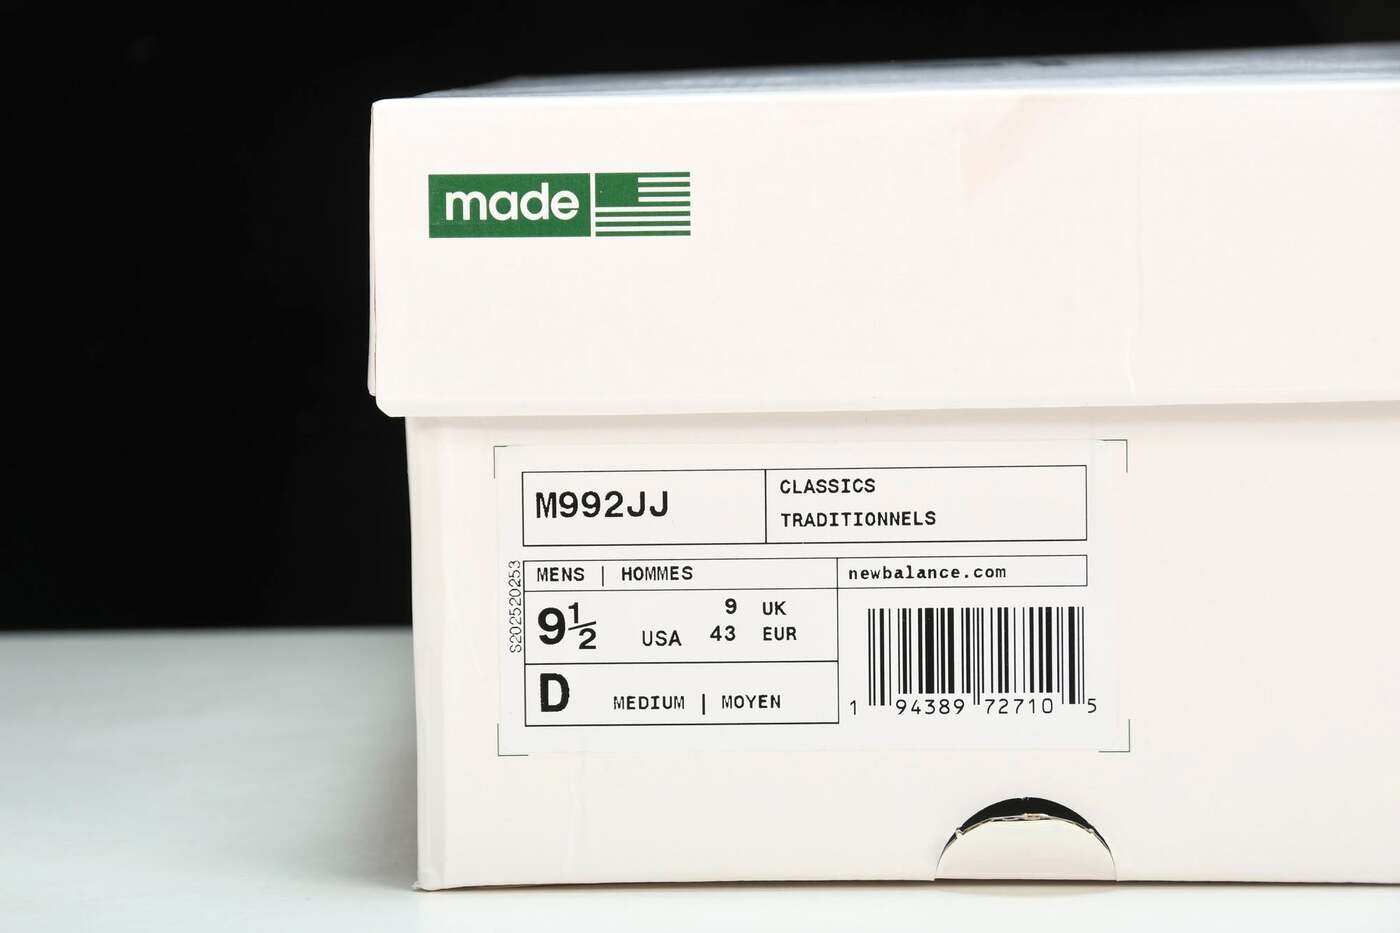 made
M992JJ
CLASSICS
TRADITIONNELS
S202520253
MENS | HOMMES
newbalance.com
9½ USA
9 UK
43 EUR
D MEDIUM | MOYEN
1 94389 72710 5